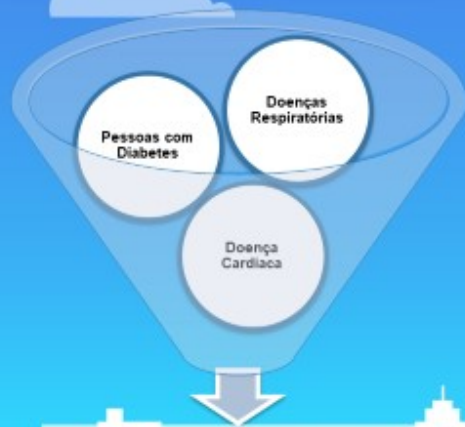 Doenças
Respiratórias
Pessoas com
Diabetes
Doença
Cardíaca